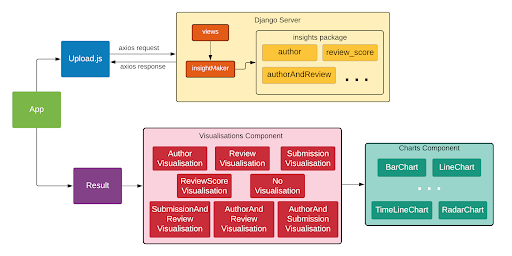 Django Server
insights package
views
axios request
Upload.js
author
review_score
axios response
insightMaker
authorAndReview
. . .
App
Visualisations Component
Charts Component
Author
Visualisation
Review
Visualisation
Submission
Visualisation
BarChart
LineChart
Result
ReviewScore
Visualisation
No
Visualisation
. . .
SubmissionAnd
Review
Visualisation
AuthorAnd
Review
Visualisation
AuthorAnd
Submission
Visualisation
TimeLineChart
RadarChart